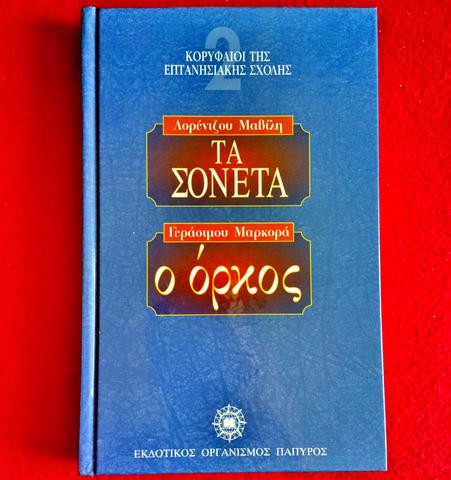 2
ΚΟΡΥΦΑΙΟΙ ΤΗΣ
ΕΠΤΑΝΗΣΙΑΚΗΣ ΣΧΟΛΗΣ
Λορέντζου Μαβίλη
ΤΑ
ΣΟΝΕΤΑ
Γεράσιμου Μαρκορά
ο όρκος
ΕΚΔΟΤΙΚΟΣ ΟΡΓΑΝΙΣΜΟΣ ΠΑΠΥΡΟΣ